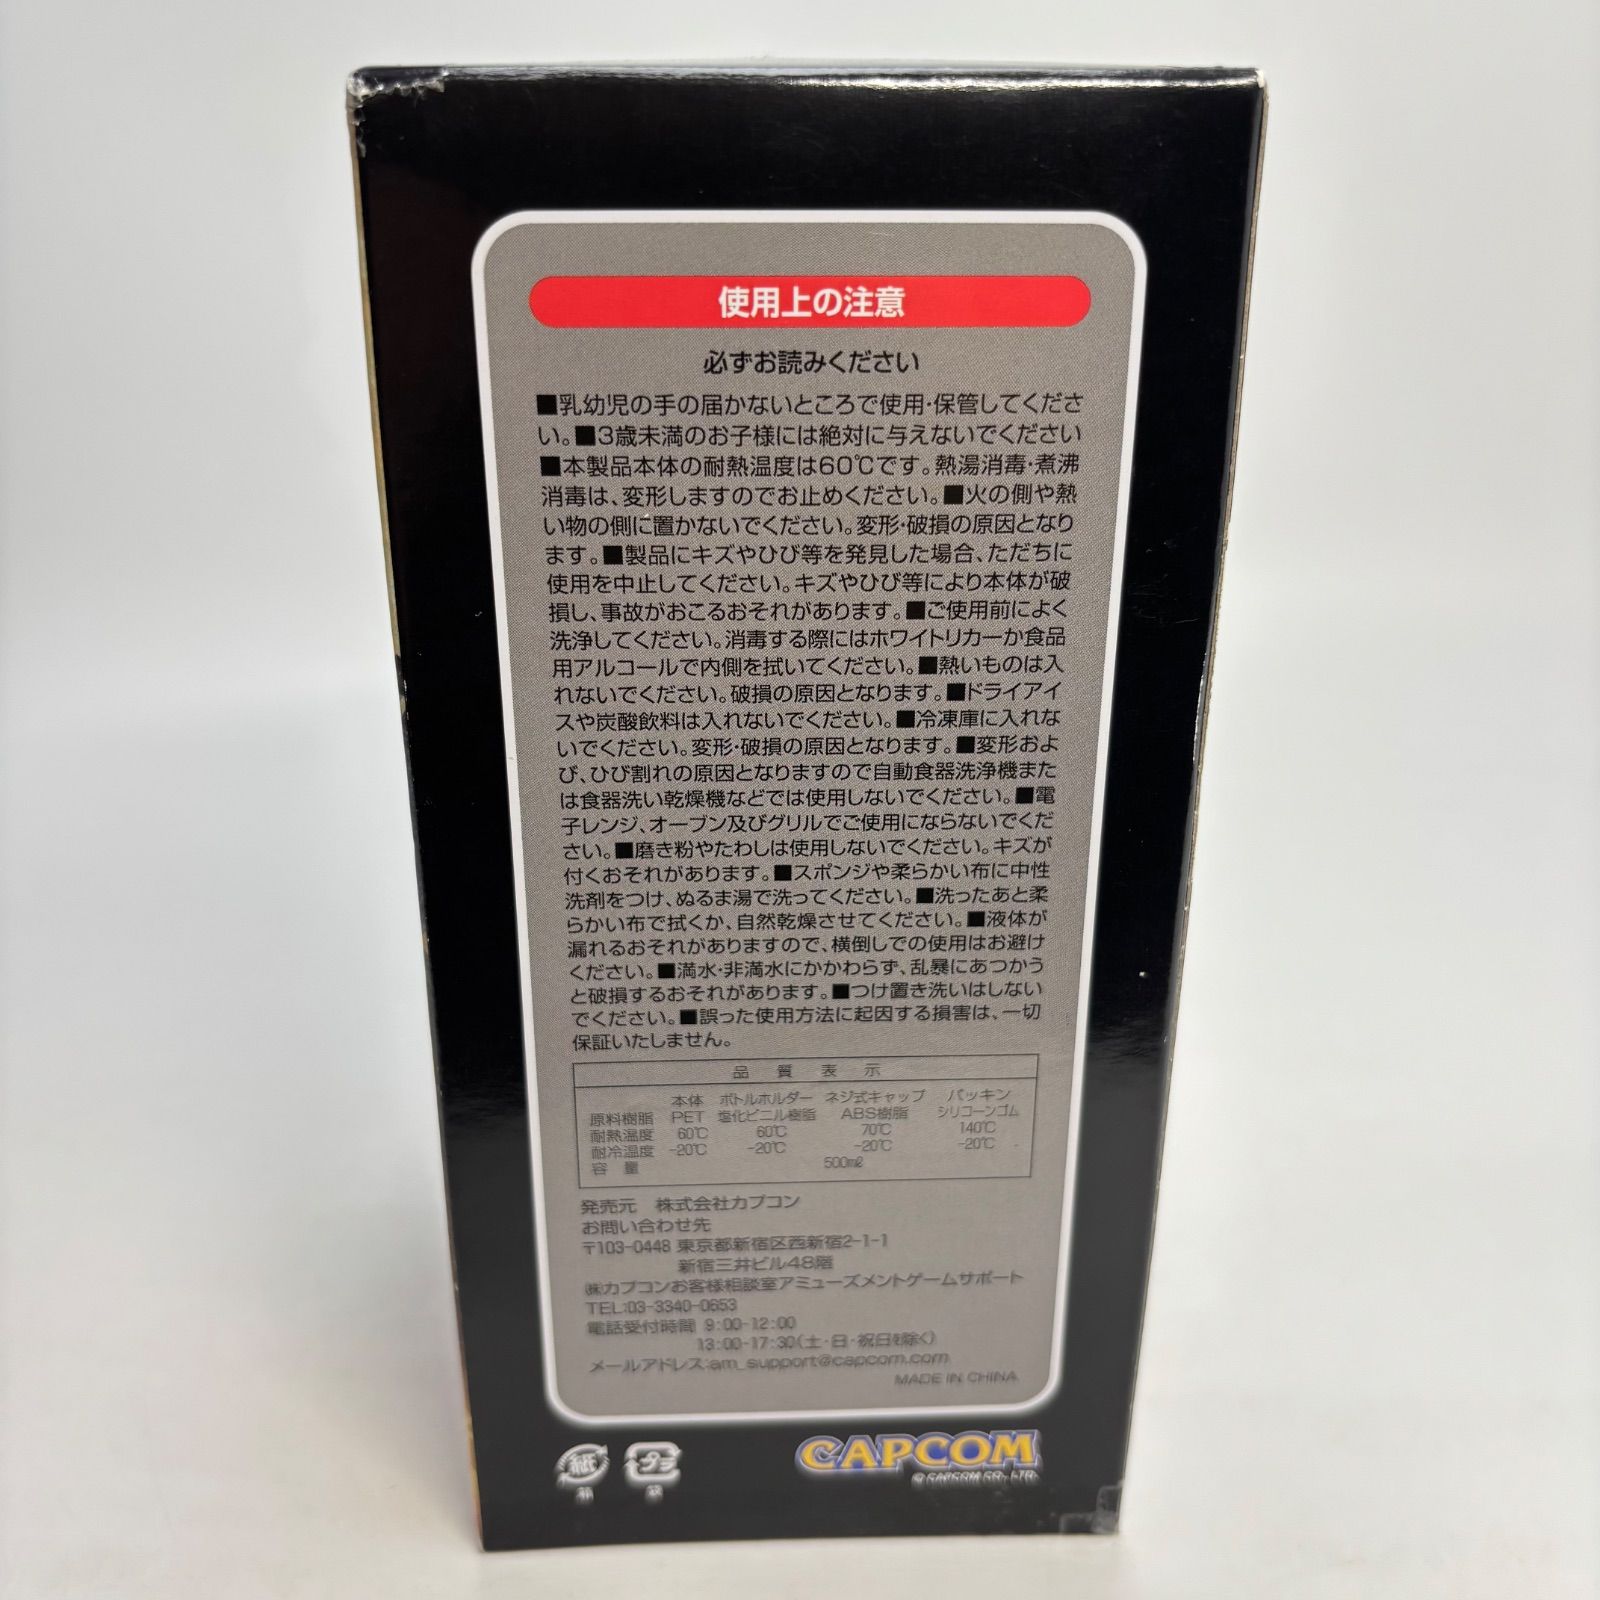 使用上の注意
必ずお読みください
■乳幼児の手の届かないところで使用・保管してくださ
い。■3歳未満のお子様には絶対に与えないでください
■本製品本体の耐熱温度は60℃です。熱湯消毒・煮沸
消毒は、変形しますのでお止めください。■火の側や熱
い物の側に置かないでください。変形・破損の原因となり
ます。■製品にキズやひび等を発見した場合、ただちに
使用を中止してください。キズやひび等により本体が破
損し、事故がおこるおそれがあります。■ご使用前によく
洗浄してください。消毒する際にはホワイトリカーか食品
用アルコールで内側を拭いてください。■熱いものは入
れないでください。破損の原因となります。■ドライアイ
スや炭酸飲料は入れないでください。■冷凍庫に入れな
いでください。変形・破損の原因となります。■変形およ
び、ひび割れの原因となりますので自動食器洗浄機また
は食器洗い乾燥機などでは使用しないでください。■電
子レンジ、オーブン及びグリルでご使用にならないでくだ
さい。■磨き粉やたわしは使用しないでください。キズが
付くおそれがあります。■スポンジや柔らかい布に中性
洗剤をつけ、ぬるま湯で洗ってください。■洗ったあと柔
らかい布で拭くか、自然乾燥させてください。■液体が
漏れるおそれがありますので、横倒しでの使用はお避け
ください。■満水・非満水にかかわらず、乱暴にあつかう
と破損するおそれがあります。■つけ置き洗いはしない
でください。■誤った使用方法に起因する損害は、一切
保証いたしません。
品質表示
本体 ボトルホルダー ネジ式キャップ パッキン
原料樹脂 PET 塩化ビニル樹脂 ABS樹脂 シリコーンゴム
耐熱温度 60℃ 60℃ 70℃ 140℃
耐冷温度 -20℃ -20℃ -20℃ -20℃
容量 500㎖
発売元 株式会社カプコン
お問い合わせ先
〒103-0448 東京都新宿区西新宿2-1-1
新宿三井ビル48階
㈱カプコンお客様相談室アミューズメントゲームサポート
TEL:03-3340-0653
電話受付時間 9:00-12:00
13:00-17:30(土・日・祝日を除く)
メールアドレス:am_support@capcom.com
MADE IN CHINA
紙 プラ
CAPCOM
© CAPCOM CO., LTD.